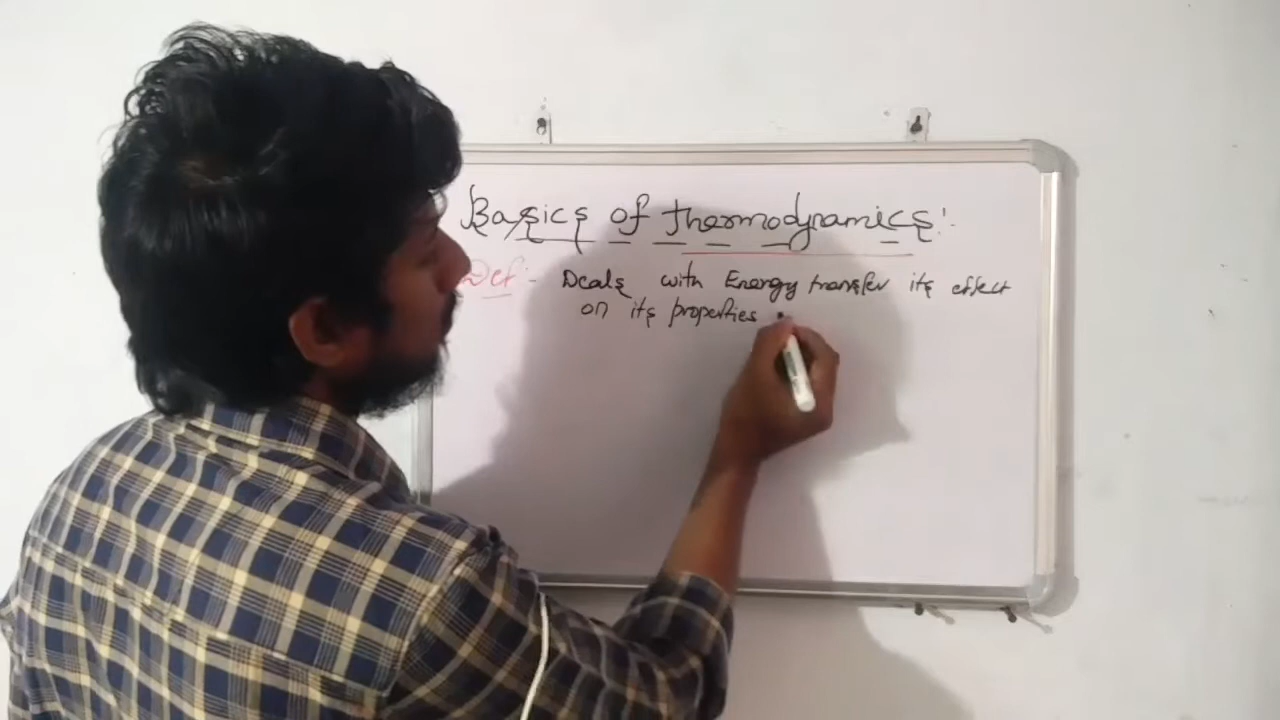 Basics of thermodynamics:-
Def:- Deals with Energy transfer its effect
on its properties